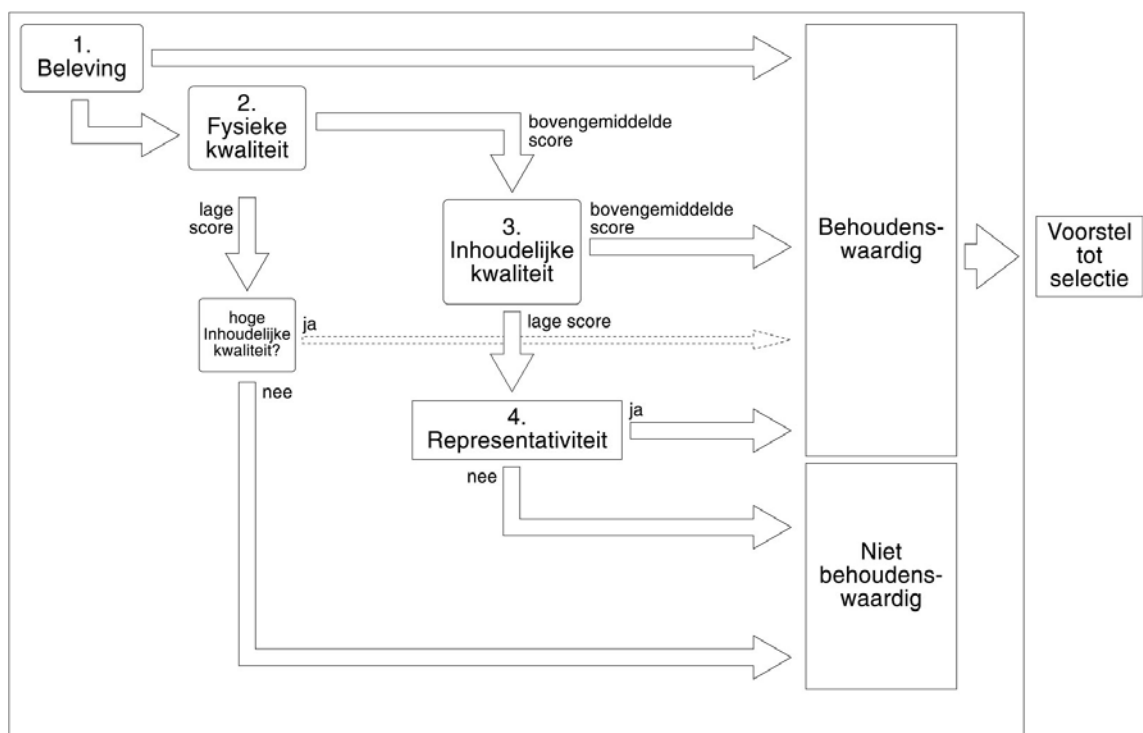 1.
Beleving
2.
Fysieke
kwaliteit
bovengemiddelde
score
lage
score
3.
Inhoudelijke
kwaliteit
bovengemiddelde
score
Behoudens-
waardig
Voorstel
tot
selectie
hoge
Inhoudelijke
kwaliteit?
ja
lage score
nee
4.
Representativiteit
ja
nee
Niet
behoudens-
waardig